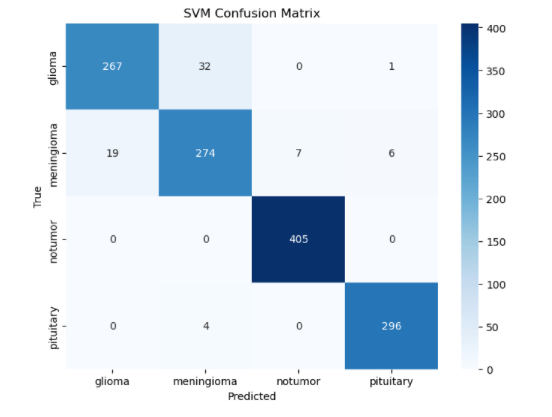 SVM Confusion Matrix
glioma 267 32 0 1
meningioma 19 274 7 6
notumor 0 0 405 0
pituitary 0 4 0 296
True
glioma meningioma notumor pituitary
Predicted
400
350
300
250
200
150
100
50
0